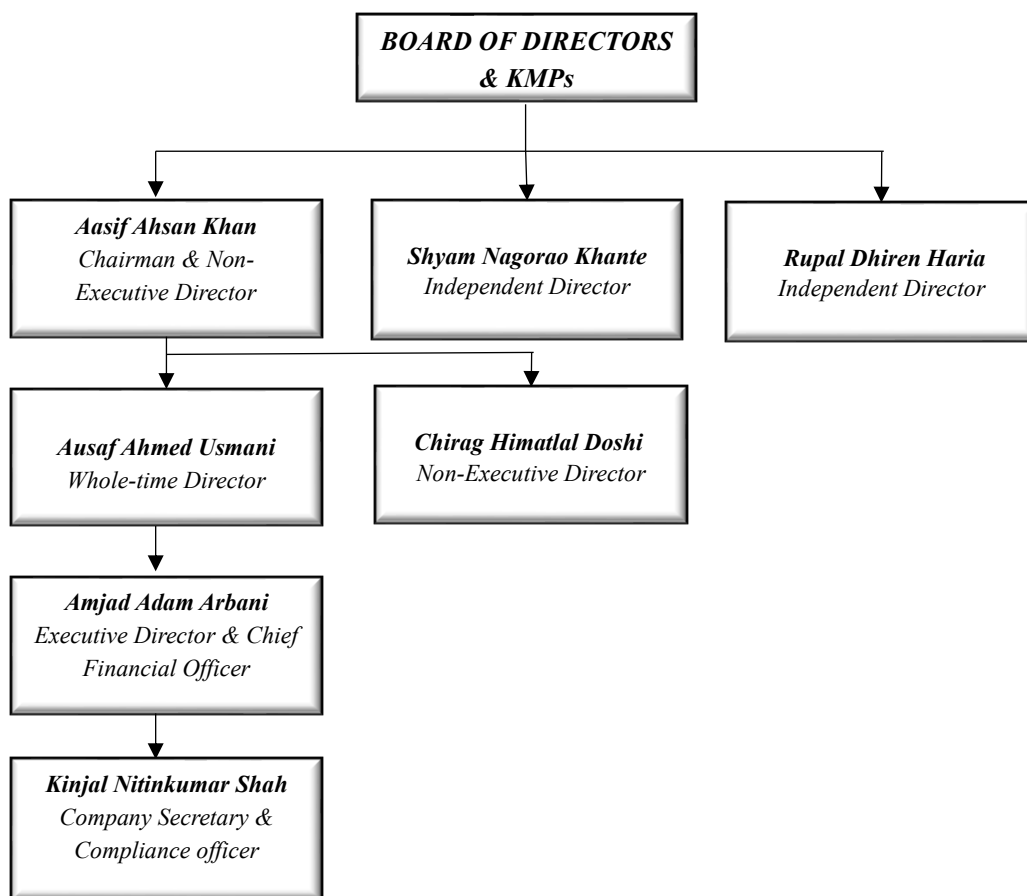 BOARD OF DIRECTORS
& KMPs
Aasif Ahsan Khan
Chairman & Non-
Executive Director
Shyam Nagorao Khante
Independent Director
Rupal Dhiren Haria
Independent Director
Ausaf Ahmed Usmani
Whole-time Director
Chirag Himatlal Doshi
Non-Executive Director
Amjad Adam Arbani
Executive Director & Chief
Financial Officer
Kinjal Nitinkumar Shah
Company Secretary &
Compliance officer